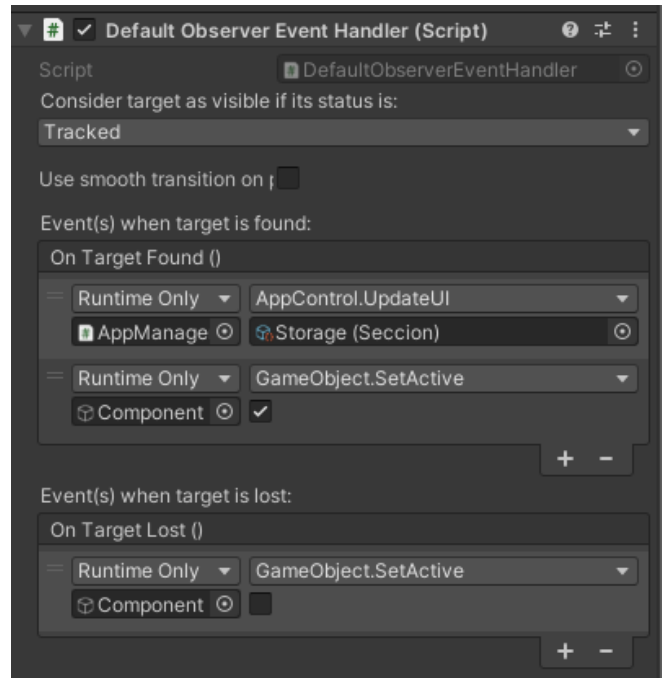 # Default Observer Event Handler (Script)
Script # DefaultObserverEventHandler
Consider target as visible if its status is:
Tracked
Use smooth transition on p
Event(s) when target is found:
On Target Found ()
Runtime Only AppControl.UpdateUI
# AppManage Storage (Seccion)
Runtime Only GameObject.SetActive
Component
+ −
Event(s) when target is lost:
On Target Lost ()
Runtime Only GameObject.SetActive
Component
+ −